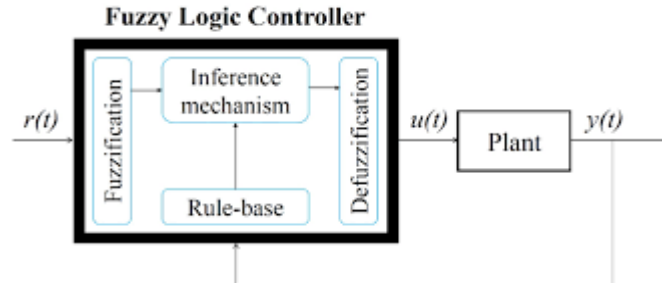 Fuzzy Logic Controller
r(t)
Fuzzification
Inference
mechanism
Rule-base
Defuzzification
u(t)
Plant
y(t)